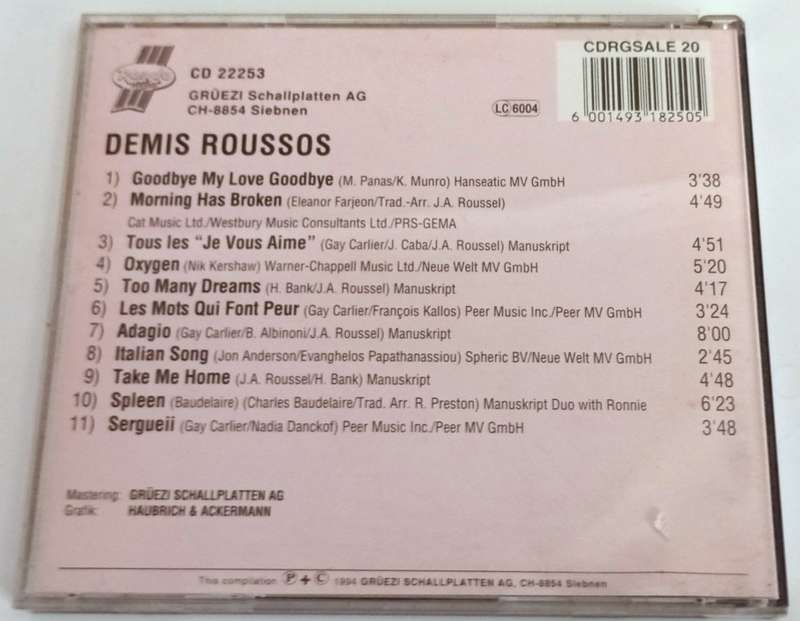 CD 22253
GRÜEZI Schallplatten AG
CH-8854 Siebnen
LC 6004
CDRGSALE 20
6 001493 182505
DEMIS ROUSSOS
1) Goodbye My Love Goodbye (M. Panas/K. Munro) Hanseatic MV GmbH 3'38
2) Morning Has Broken (Eleanor Farjeon/Trad.-Arr. J.A. Roussel) 4'49
Cat Music Ltd./Westbury Music Consultants Ltd./PRS-GEMA
3) Tous les "Je Vous Aime" (Gay Carlier/J. Caba/J.A. Roussel) Manuskript 4'51
4) Oxygen (Nik Kershaw) Warner-Chappell Music Ltd./Neue Welt MV GmbH 5'20
5) Too Many Dreams (H. Bank/J.A. Roussel) Manuskript 4'17
6) Les Mots Qui Font Peur (Gay Carlier/François Kallos) Peer Music Inc./Peer MV GmbH 3'24
7) Adagio (Gay Carlier/B. Albinoni/J.A. Roussel) Manuskript 8'00
8) Italian Song (Jon Anderson/Evanghelos Papathanassiou) Spheric BV/Neue Welt MV GmbH 2'45
9) Take Me Home (J.A. Roussel/H. Bank) Manuskript 4'48
10) Spleen (Baudelaire) (Charles Baudelaire/Trad. Arr. R. Preston) Manuskript Duo with Ronnie 6'23
11) Sergueii (Gay Carlier/Nadia Danckof) Peer Music Inc./Peer MV GmbH 3'48
Mastering: GRÜEZI SCHALLPLATTEN AG
Grafik: HAUBRICH & ACKERMANN
This compilation Ⓟ + © 1994 GRÜEZI SCHALLPLATTEN AG, CH-8854 Siebnen